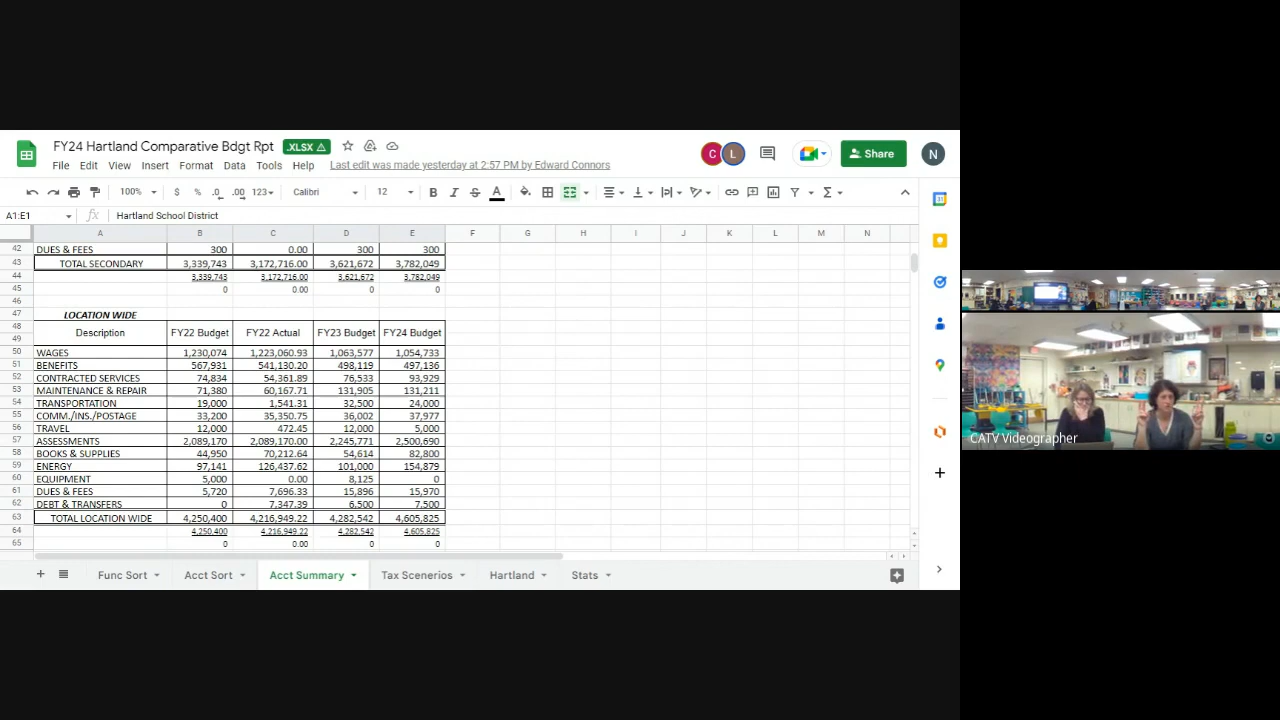 FY24 Hartland Comparative Bdgt Rpt .XLSX
File Edit View Insert Format Data Tools Help Last edit was made yesterday at 2:57 PM by Edward Connors
C L Share N
100% $ % .0 .00 123 Calibri 12 B I S A Σ
A1:E1 fx Hartland School District
A B C D E F G H I J K L M N
42 DUES & FEES 300 0.00 300 300
43 TOTAL SECONDARY 3,339,743 3,172,716.00 3,621,672 3,782,049
44 3,339,743 3,172,716.00 3,621,672 3,782,049
45 0 0.00 0 0
46
47 LOCATION WIDE
48 Description FY22 Budget FY22 Actual FY23 Budget FY24 Budget
49
50 WAGES 1,230,074 1,223,060.93 1,063,577 1,054,733
51 BENEFITS 567,931 541,130.20 498,119 497,136
52 CONTRACTED SERVICES 74,834 54,361.89 76,533 93,929
53 MAINTENANCE & REPAIR 71,380 60,167.71 131,905 131,211
54 TRANSPORTATION 19,000 1,541.31 32,500 24,000
55 COMM./INS./POSTAGE 33,200 35,350.75 36,002 37,977
56 TRAVEL 12,000 472.45 12,000 5,000
57 ASSESSMENTS 2,089,170 2,089,170.00 2,245,771 2,500,690
58 BOOKS & SUPPLIES 44,950 70,212.64 54,614 82,800
59 ENERGY 97,141 126,437.62 101,000 154,879
60 EQUIPMENT 5,000 0.00 8,125 0
61 DUES & FEES 5,720 7,696.33 15,896 15,970
62 DEBT & TRANSFERS 0 7,347.39 6,500 7,500
63 TOTAL LOCATION WIDE 4,250,400 4,216,949.22 4,282,542 4,605,825
64 4,250,400 4,216,949.22 4,282,542 4,605,825
65 0 0.00 0 0
Func Sort Acct Sort Acct Summary Tax Scenerios Hartland Stats
CATV Videographer